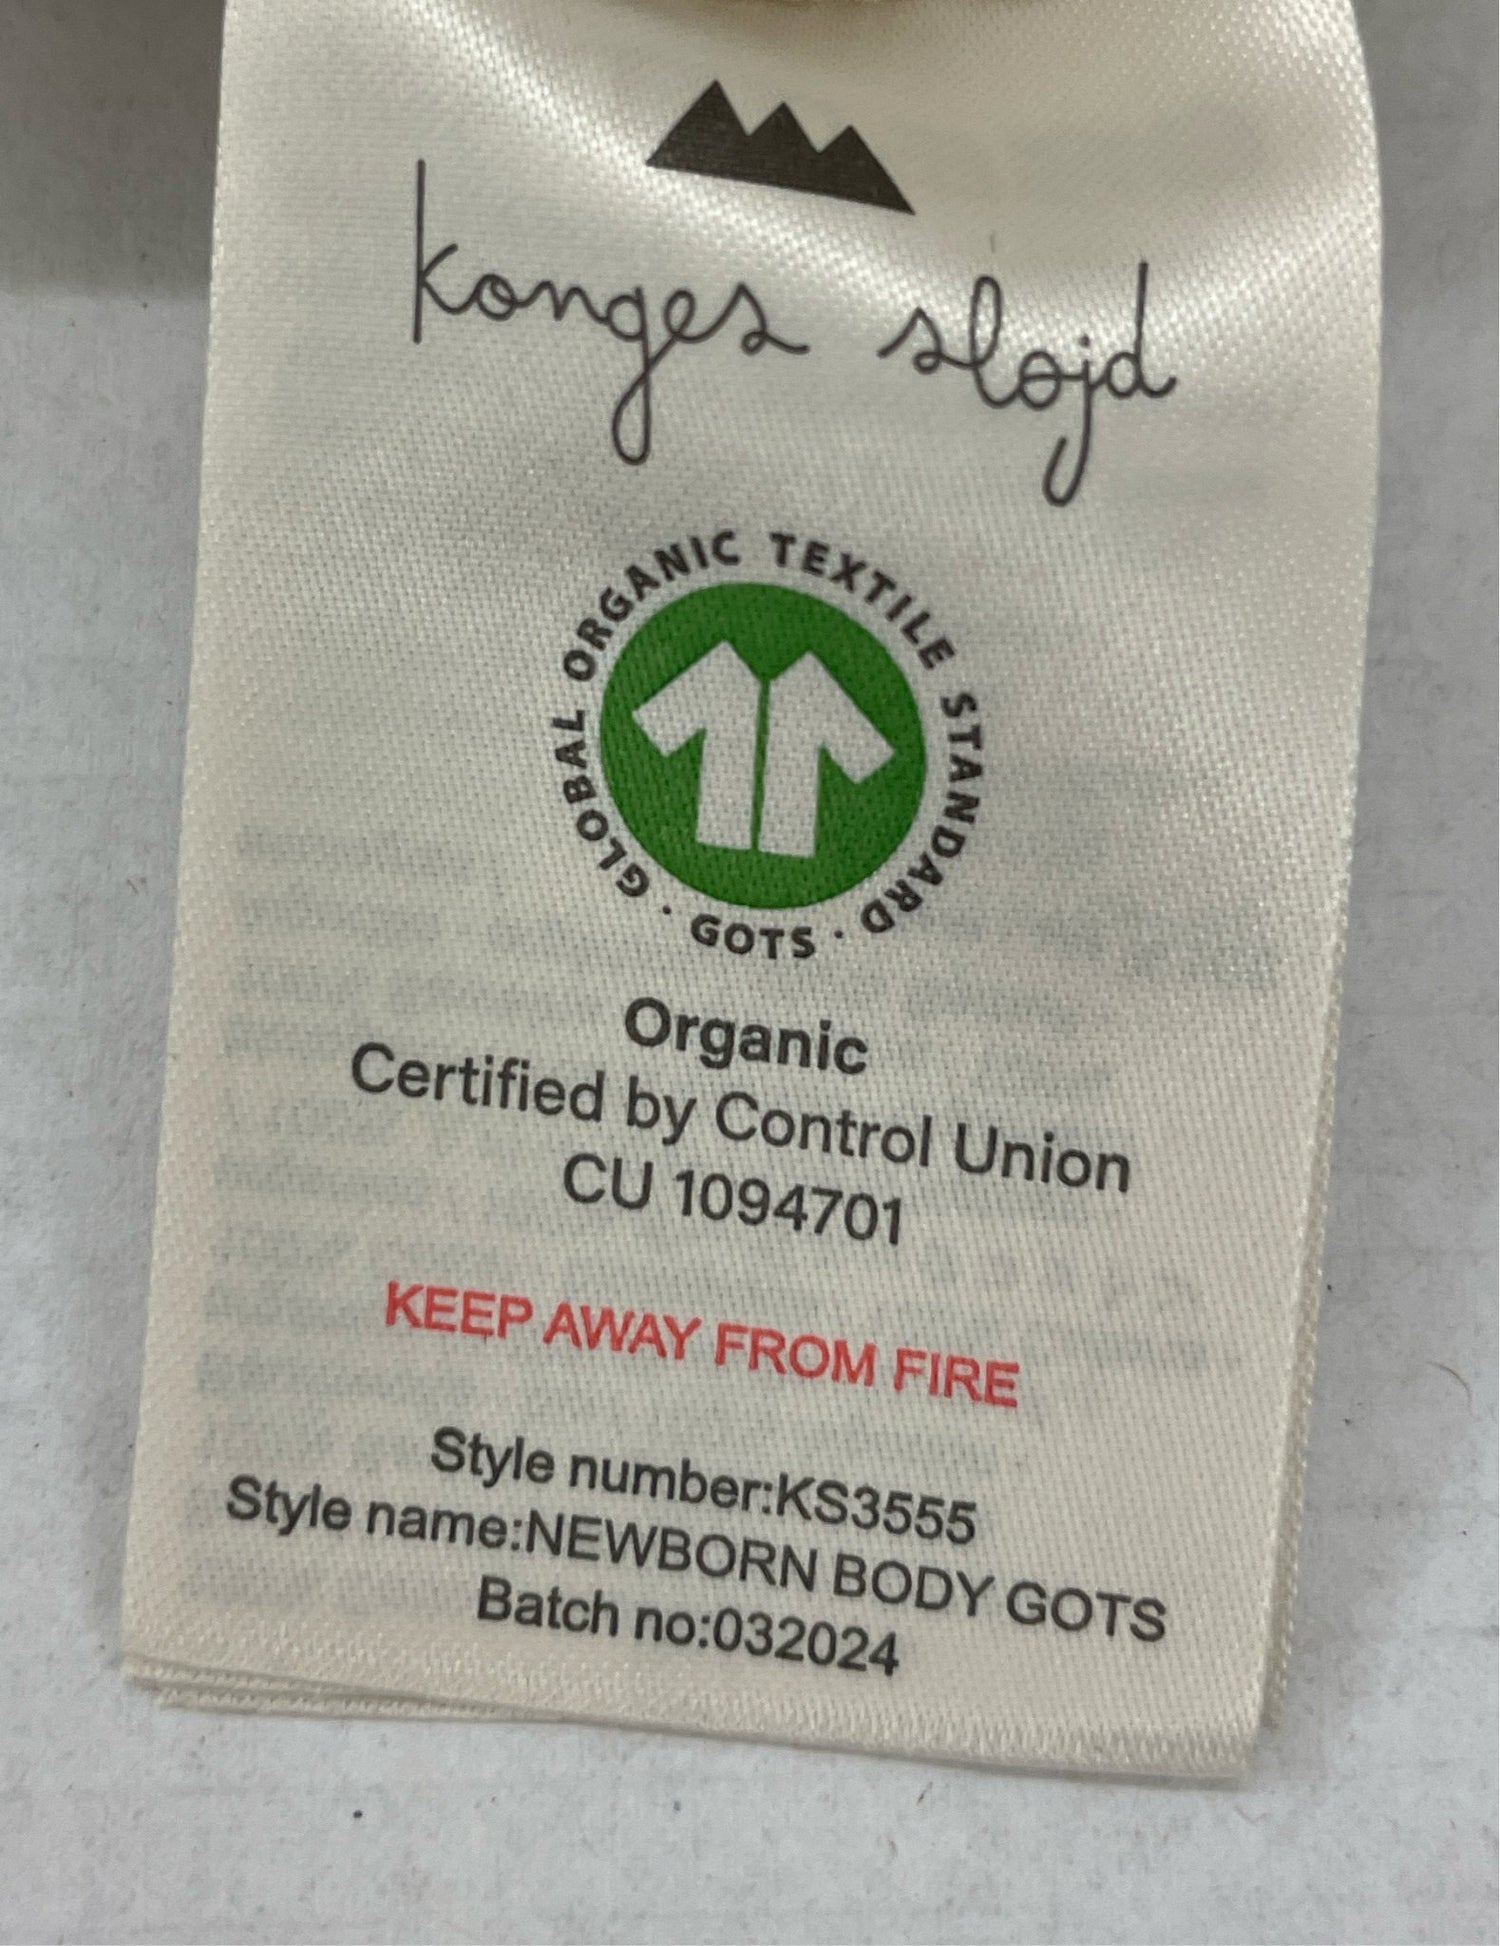 konges sløjd
GLOBAL ORGANIC TEXTILE STANDARD · GOTS ·
Organic
Certified by Control Union
CU 1094701
KEEP AWAY FROM FIRE
Style number:KS3555
Style name:NEWBORN BODY GOTS
Batch no:032024